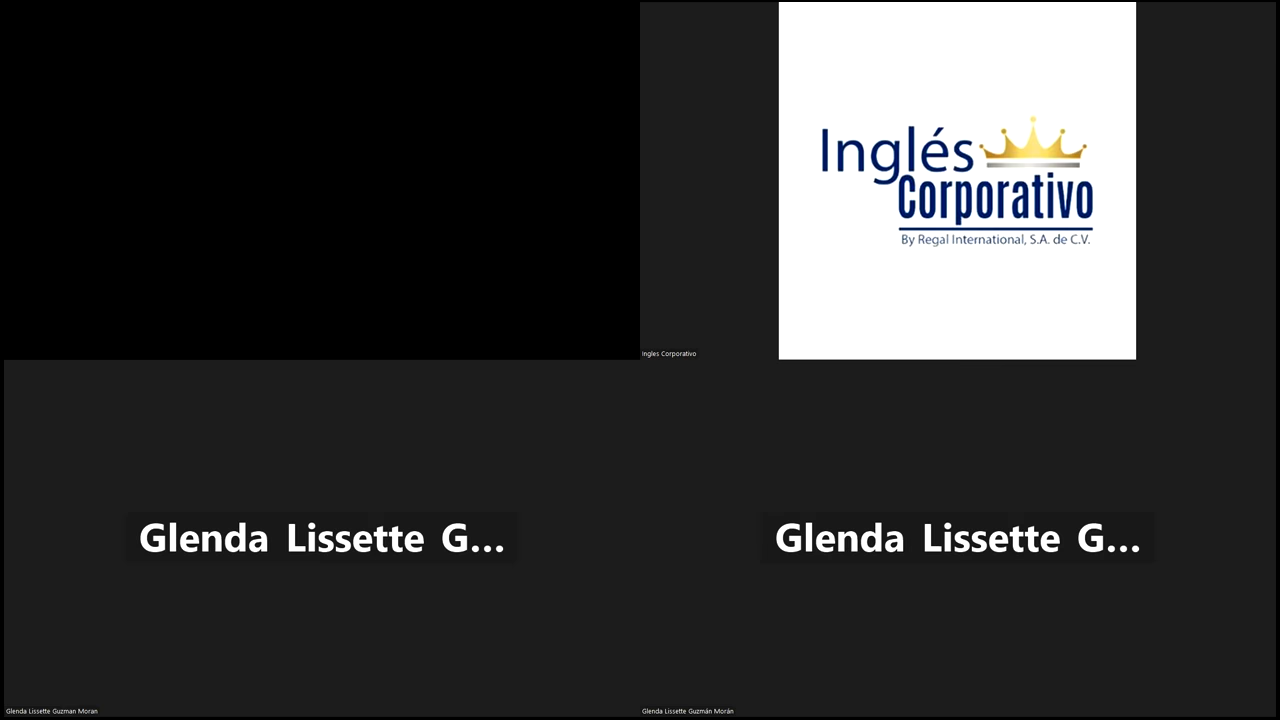 Inglés
Corporativo
By Regal International, S.A. de C.V.
Ingles Corporativo
Glenda Lissette G...
Glenda Lissette G...
Glenda Lissette Guzman Moran
Glenda Lissette Guzmán Morán